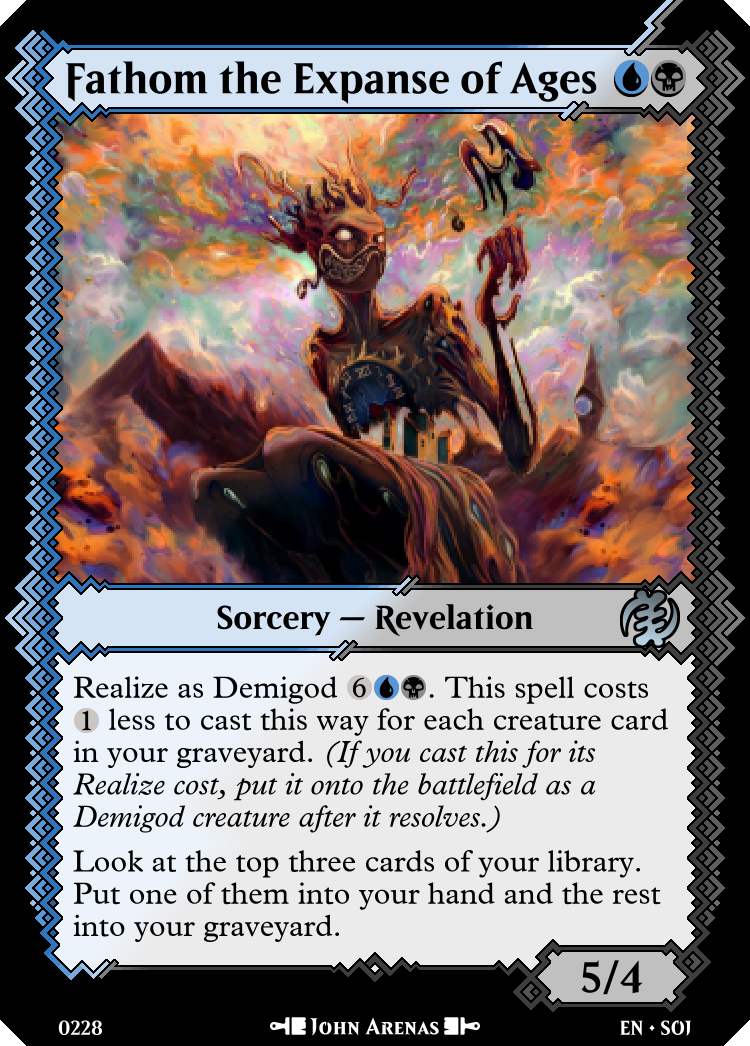 Fathom the Expanse of Ages
Sorcery — Revelation
Realize as Demigod 6. This spell costs
1 less to cast this way for each creature card
in your graveyard. (If you cast this for its
Realize cost, put it onto the battlefield as a
Demigod creature after it resolves.)
Look at the top three cards of your library.
Put one of them into your hand and the rest
into your graveyard.
5/4
0228
John Arenas
EN • SOI